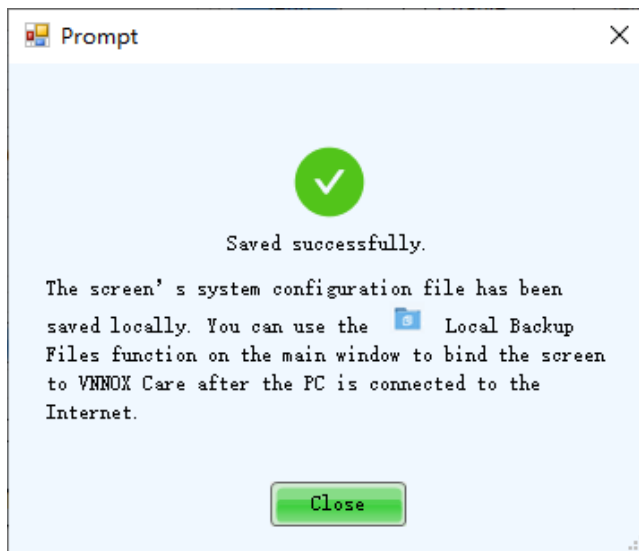 Prompt
Saved successfully.
The screen's system configuration file has been
saved locally. You can use the Local Backup
Files function on the main window to bind the screen
to VNNOX Care after the PC is connected to the
Internet.
Close